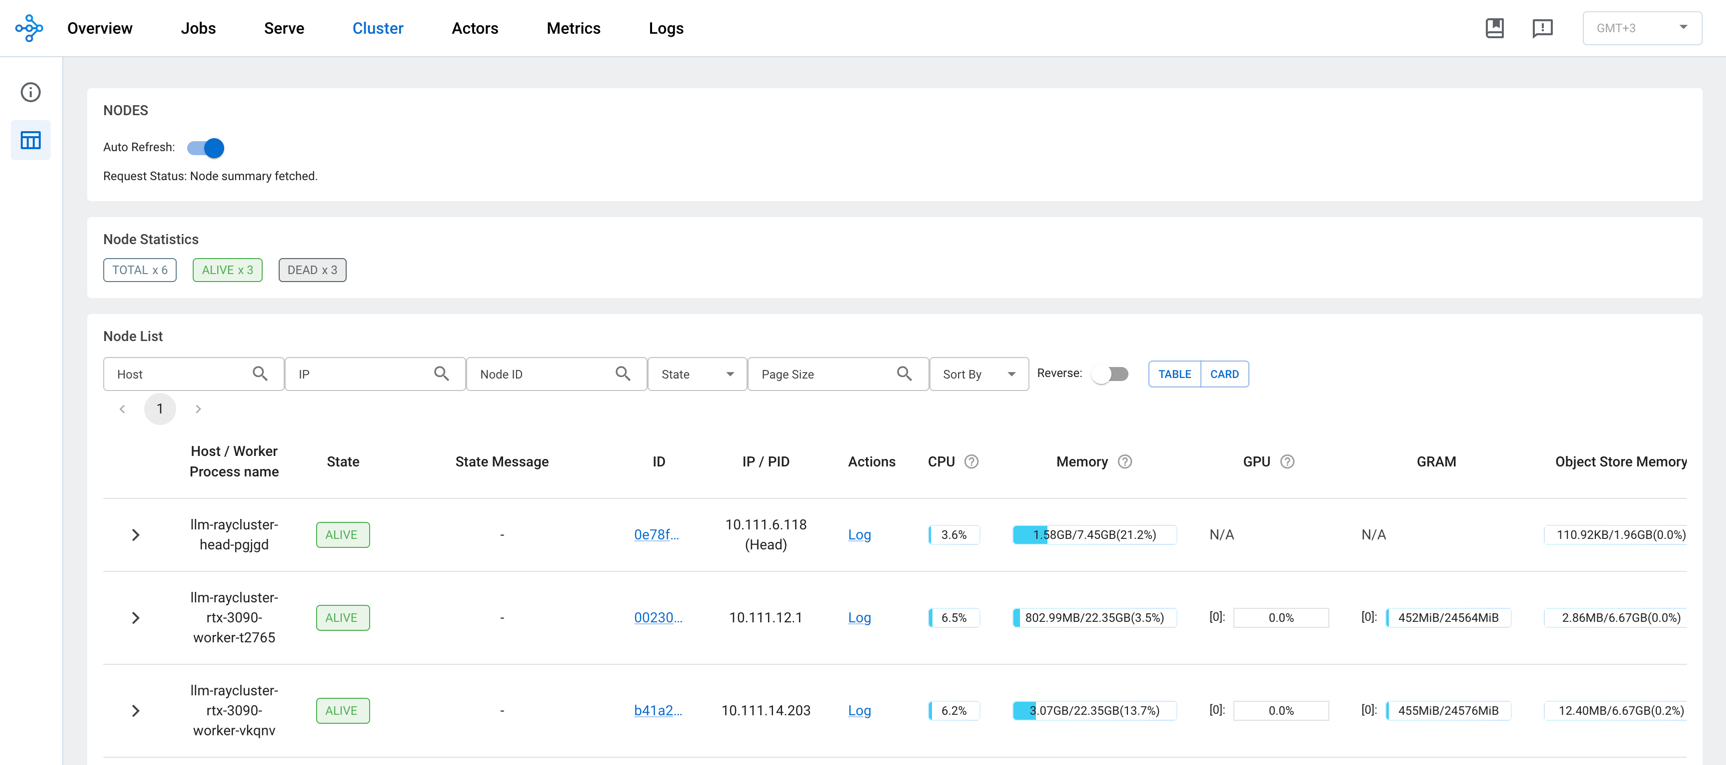 Overview Jobs Serve Cluster Actors Metrics Logs GMT+3
NODES
Auto Refresh:
Request Status: Node summary fetched.
Node Statistics
TOTAL x 6 ALIVE x 3 DEAD x 3
Node List
Host IP Node ID State Page Size Sort By Reverse: TABLE CARD
1
Host / Worker
Process name State State Message ID IP / PID Actions CPU Memory GPU GRAM Object Store Memory
llm-raycluster-
head-pgjgd
ALIVE
-
0e78f...
10.111.6.118
(Head)
Log
3.6%
1.58GB/7.45GB(21.2%)
N/A
N/A
110.92KB/1.96GB(0.0%)
llm-raycluster-
rtx-3090-
worker-t2765
ALIVE
-
00230...
10.111.12.1
Log
6.5%
802.99MB/22.35GB(3.5%)
[0]: 0.0%
[0]: 452MiB/24564MiB
2.86MB/6.67GB(0.0%)
llm-raycluster-
rtx-3090-
worker-vkqnv
ALIVE
-
b41a2...
10.111.14.203
Log
6.2%
3.07GB/22.35GB(13.7%)
[0]: 0.0%
[0]: 455MiB/24576MiB
12.40MB/6.67GB(0.2%)